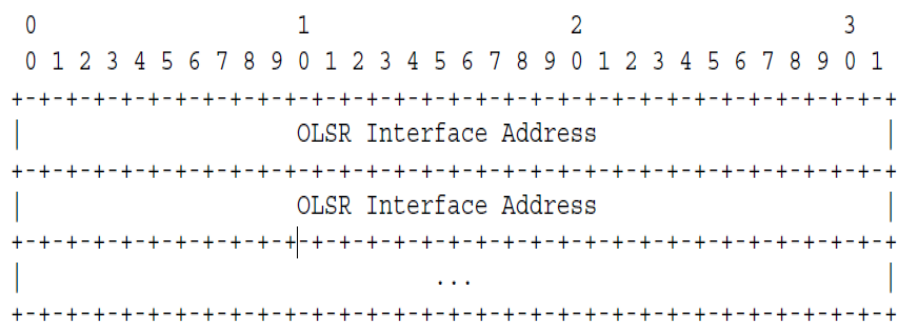 0                   1                   2                   3
0 1 2 3 4 5 6 7 8 9 0 1 2 3 4 5 6 7 8 9 0 1 2 3 4 5 6 7 8 9 0 1
+-+-+-+-+-+-+-+-+-+-+-+-+-+-+-+-+-+-+-+-+-+-+-+-+-+-+-+-+-+-+-+-+
|                    OLSR Interface Address                     |
+-+-+-+-+-+-+-+-+-+-+-+-+-+-+-+-+-+-+-+-+-+-+-+-+-+-+-+-+-+-+-+-+
|                    OLSR Interface Address                     |
+-+-+-+-+-+-+-+-+-+-+-+-+-+-+-+-+-+-+-+-+-+-+-+-+-+-+-+-+-+-+-+-+
|                              ...                              |
+-+-+-+-+-+-+-+-+-+-+-+-+-+-+-+-+-+-+-+-+-+-+-+-+-+-+-+-+-+-+-+-+